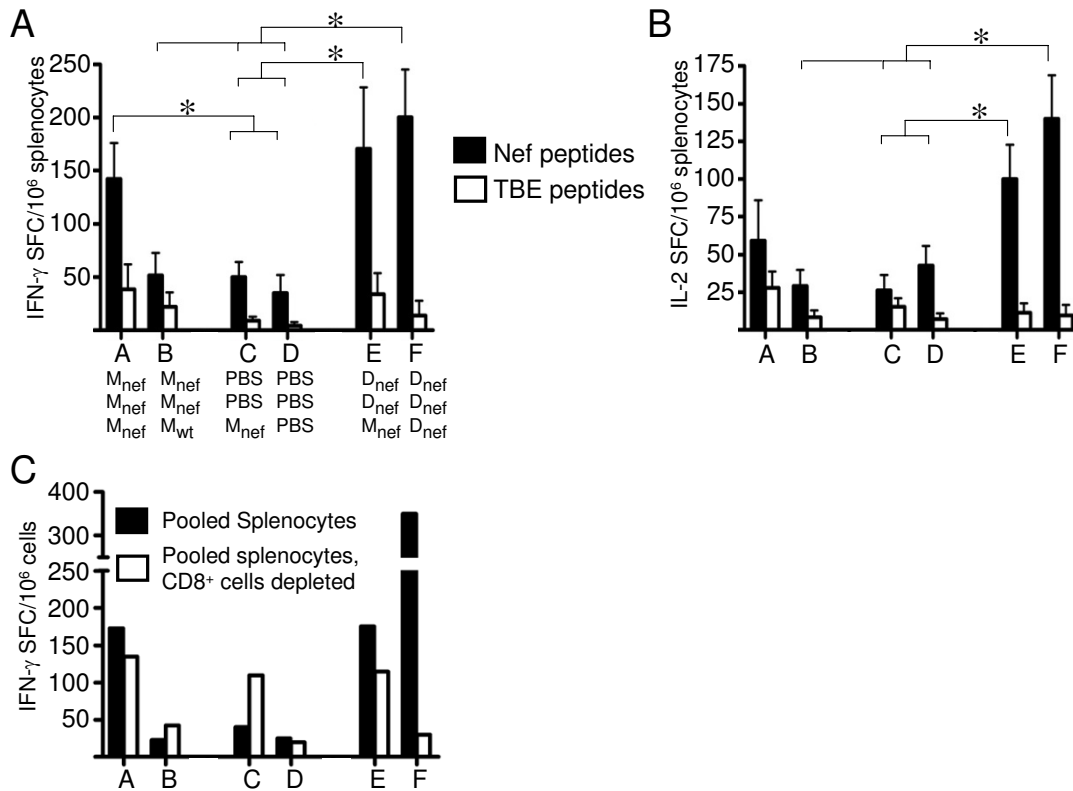 A
IFN-γ SFC/10⁶ splenocytes
250
200
150
100
50
*
*
*
A B C D E F
Mnef Mnef PBS PBS Dnef Dnef
Mnef Mnef PBS PBS Dnef Dnef
Mnef Mwt Mnef PBS Mnef Dnef
Nef peptides
TBE peptides
B
IL-2 SFC/10⁶ splenocytes
175
150
125
100
75
50
25
*
*
A B C D E F
C
IFN-γ SFC/10⁶ cells
400
300
250
200
150
100
50
Pooled Splenocytes
Pooled splenocytes,
CD8⁺ cells depleted
A B C D E F